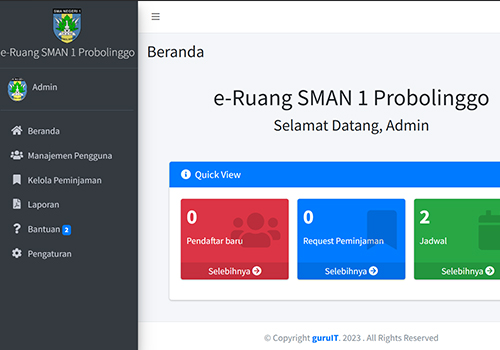 SMA NEGERI 1
e-Ruang SMAN 1 Probolinggo
Admin
Beranda
Manajemen Pengguna
Kelola Peminjaman
Laporan
Bantuan 2
Pengaturan
Beranda
e-Ruang SMAN 1 Probolinggo
Selamat Datang, Admin
Quick View
0
Pendaftar baru
Selebihnya
0
Request Peminjaman
Selebihnya
2
Jadwal
Selebihnya
© Copyright guruIT. 2023 . All Rights Reserved